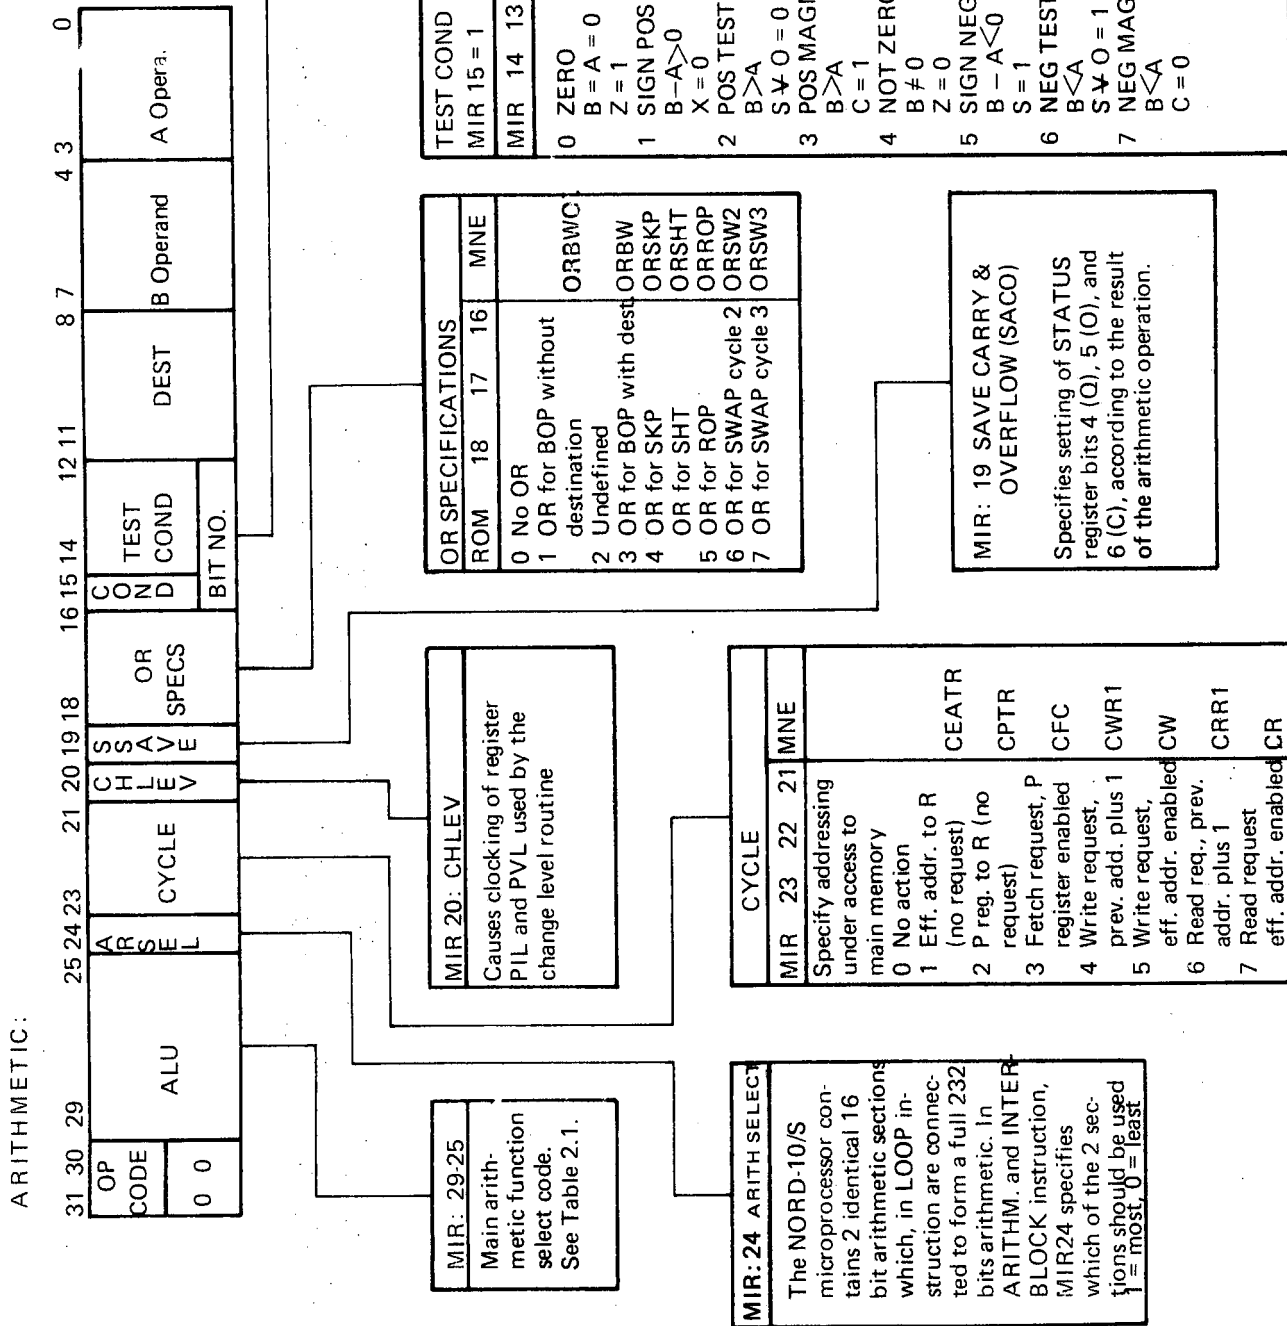 ARITHMETIC:
31 30 29 25 24 23 21 20 19 18 16 15 14 12 11 8 7 4 3 0
OP CODE
0 0
ALU
ARSEL
CYCLE
CHLEV
SSAVE
OR SPECS
COND
TEST COND
BIT NO.
DEST
B Operand
A Opera.
MIR: 29-25
Main arith-
metic function
select code.
See Table 2.1.
MIR 20: CHLEV
Causes clocking of register
PIL and PVL used by the
change level routine
OR SPECIFICATIONS
ROM 18 17 16 MNE
0 No OR
1 OR for BOP without
destination ORBWC
2 Undefined
3 OR for BOP with dest. ORBW
4 OR for SKP ORSKP
OR for SHT ORSHT
5 OR for ROP ORROP
6 OR for SWAP cycle 2 ORSW2
7 OR for SWAP cycle 3 ORSW3
TEST COND
MIR 15 = 1
MIR 14 13
0 ZERO
B = A = 0
Z = 1
1 SIGN POS
B–A>0
X = 0
2 POS TEST
B>A
S ⊻ O = 0
3 POS MAG
B>A
C = 1
4 NOT ZERO
B ≠ 0
Z = 0
5 SIGN NEG
B – A<0
S = 1
6 NEG TEST
B<A
S ⊻ O = 1
7 NEG MAG
B<A
C = 0
MIR: 24 ARITH SELECT
The NORD-10/S
microprocessor con-
tains 2 identical 16
bit arithmetic sections
which, in LOOP in-
struction are connec-
ted to form a full 232
bits arithmetic. In
ARITHM. and INTER-
BLOCK instruction,
MIR24 specifies
which of the 2 sec-
tions should be used
1 = most, 0 = least
CYCLE
MIR 23 22 21 MNE
Specify addressing
under access to
main memory
0 No action
1 Eff. addr. to R CEATR
(no request)
2 P reg. to R (no CPTR
request)
3 Fetch request, P CFC
register enabled
4 Write request, CWR1
prev. add. plus 1
5 Write request, CW
eff. addr. enabled
6 Read req., prev. CRR1
addr. plus 1
7 Read request CR
eff. addr. enabled
MIR: 19 SAVE CARRY &
OVERFLOW (SACO)
Specifies setting of STATUS
register bits 4 (Q), 5 (O), and
6 (C), according to the result
of the arithmetic operation.